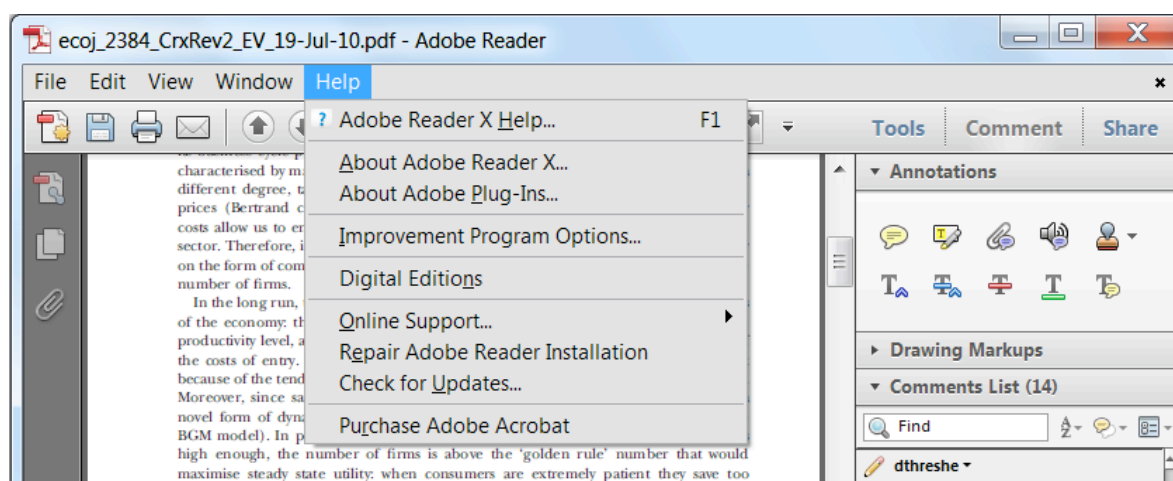 ecoj_2384_CrxRev2_EV_19-Jul-10.pdf - Adobe Reader
File Edit View Window Help
Tools Comment Share
? Adobe Reader X Help... F1
About Adobe Reader X...
About Adobe Plug-Ins...
Improvement Program Options...
Digital Editions
Online Support...
Repair Adobe Reader Installation
Check for Updates...
Purchase Adobe Acrobat
characterised by m
different degree,
prices (Bertrand c
costs allow us to
sector. Therefore,
on the form of com
number of firms.
In the long run,
of the economy:
productivity level, a
the costs of entry.
because of the tend
Moreover, since
novel form of
BGM model). In p
high enough, the number of firms is above the ‘golden rule’ number that would
maximise steady state utility: when consumers are extremely patient they save too
Annotations
Drawing Markups
Comments List (14)
Find
dthreshe